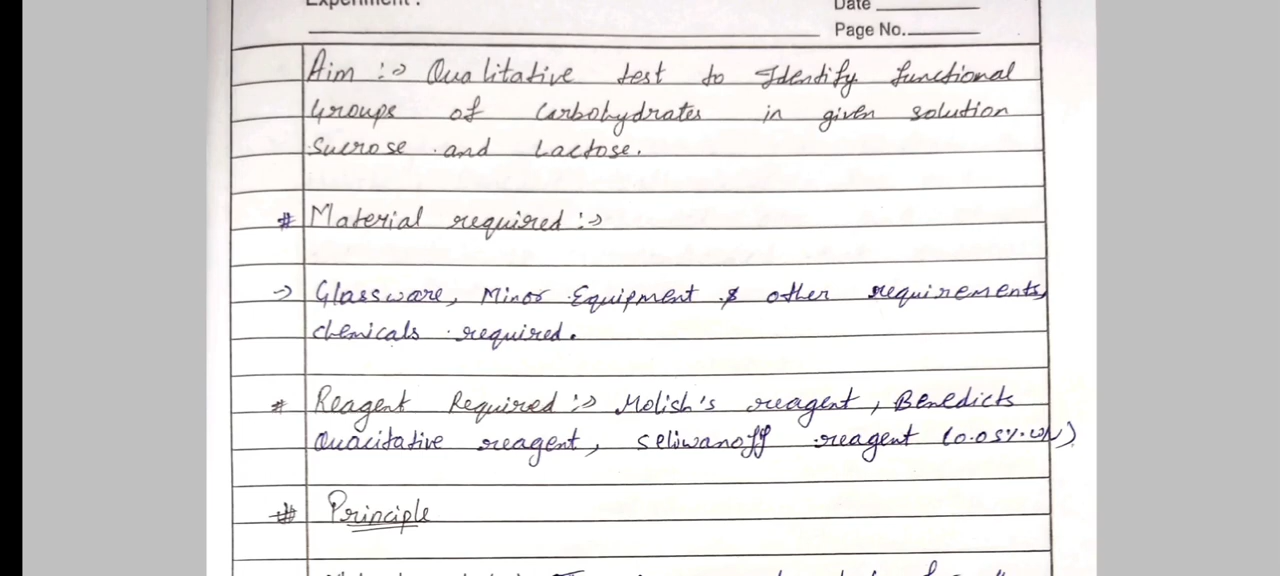 Experiment :
Date
Page No.
Aim :-> Qualitative test to Identify functional
Groups of Carbohydrates in given solution
Sucrose and Lactose.
# Material required :->
-> Glassware, Minor Equipment & other requirements,
chemicals required.
* Reagent Required :-> Molish's reagent, Benedicts
Quacitative reagent, seliwanoff reagent (0.05%.
# Principle